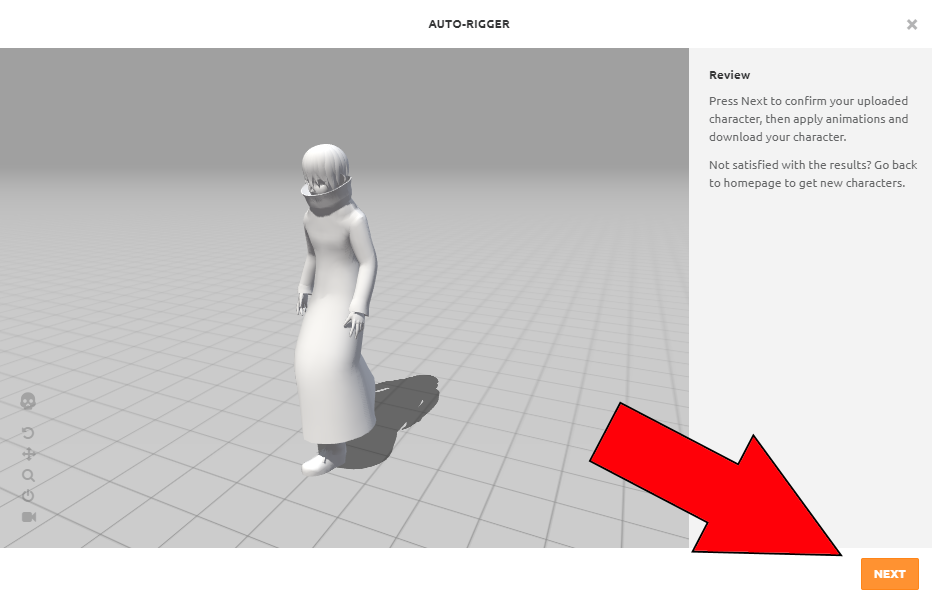 AUTO-RIGGER
Review
Press Next to confirm your uploaded
character, then apply animations and
download your character.
Not satisfied with the results? Go back
to homepage to get new characters.
NEXT